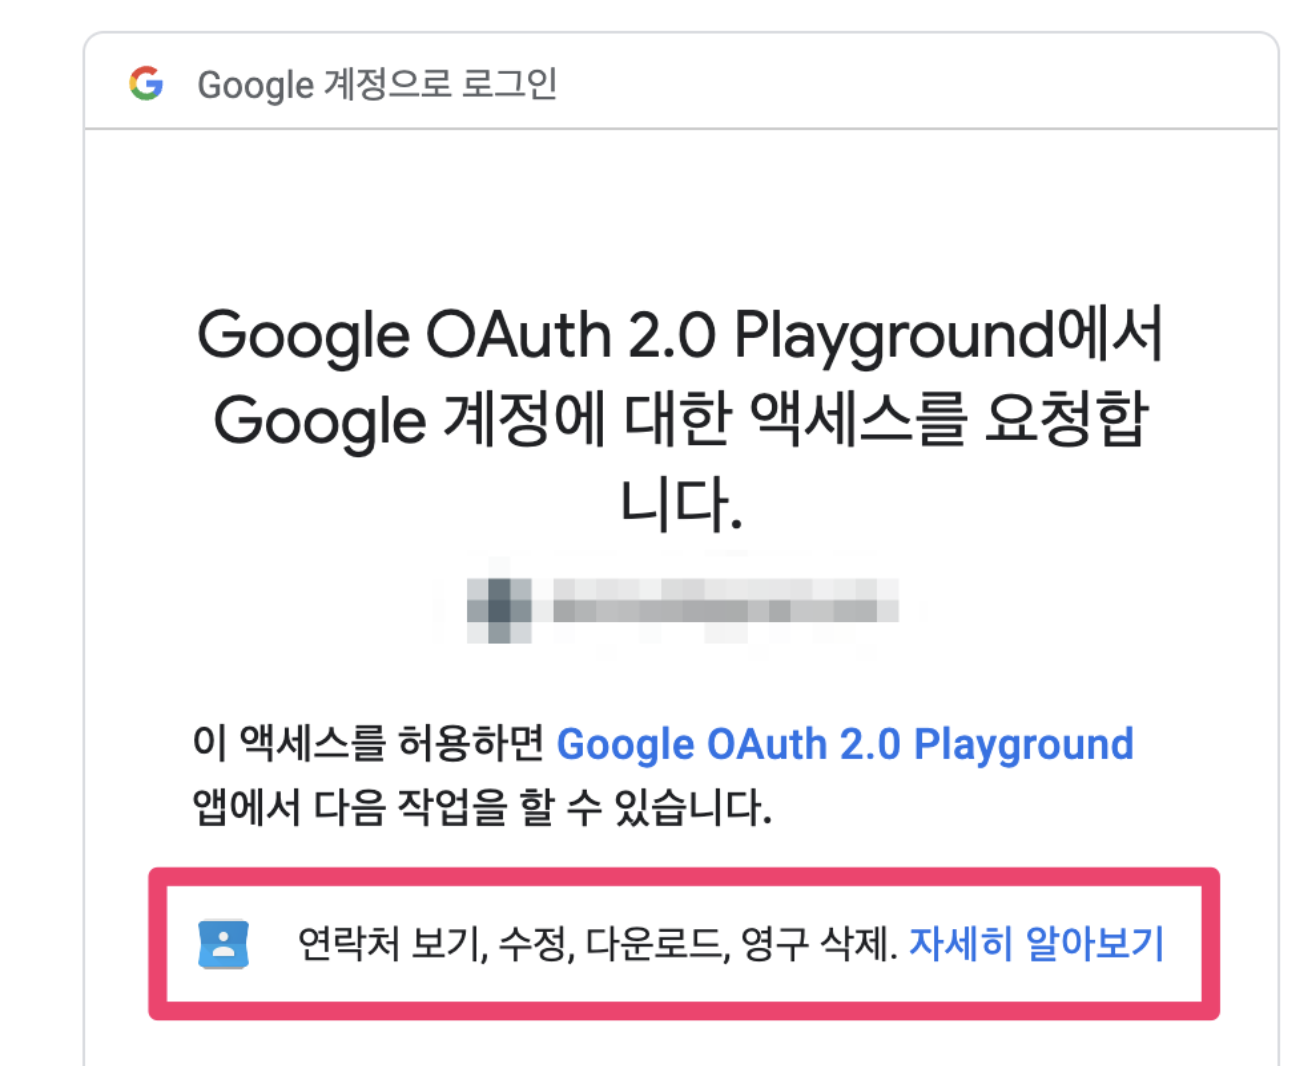 Google 계정으로 로그인
Google OAuth 2.0 Playground에서
Google 계정에 대한 액세스를 요청합
니다.
이 액세스를 허용하면 Google OAuth 2.0 Playground
앱에서 다음 작업을 할 수 있습니다.
연락처 보기, 수정, 다운로드, 영구 삭제. 자세히 알아보기